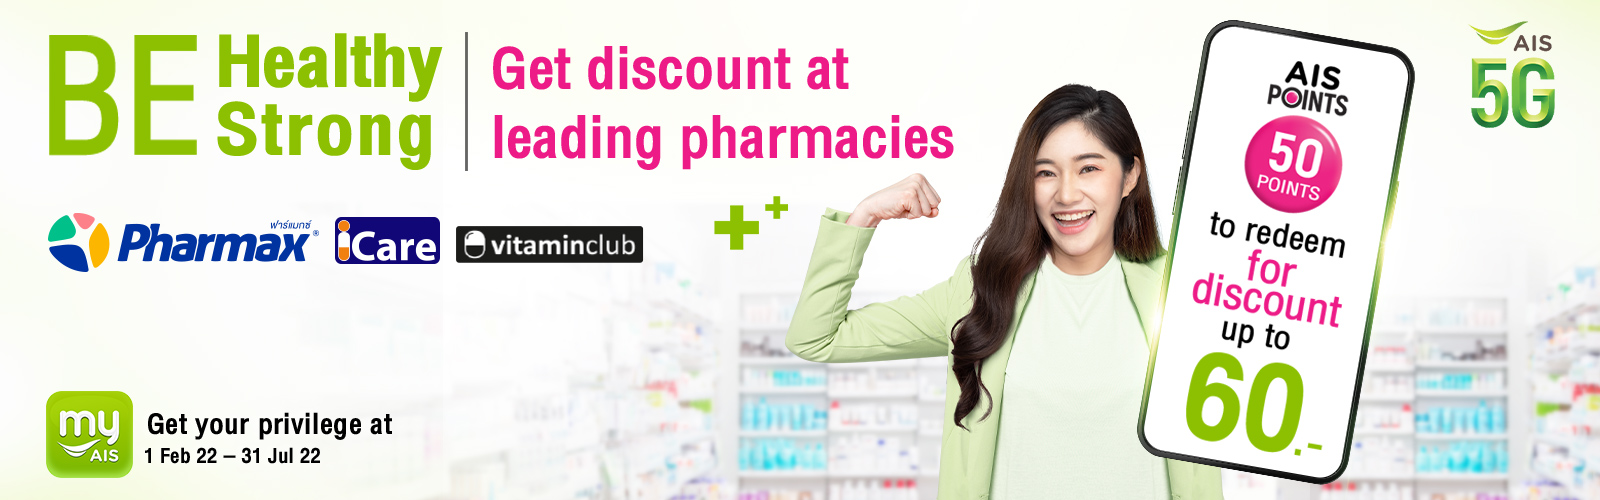 BE Healthy
Strong
Get discount at
leading pharmacies
ฟาร์แมกซ์
Pharmax®
iCare
vitaminclub
my
AIS
Get your privilege at
1 Feb 22 – 31 Jul 22
AIS
POINTS
50
POINTS
to redeem
for
discount
up to
60.-
AIS
5G